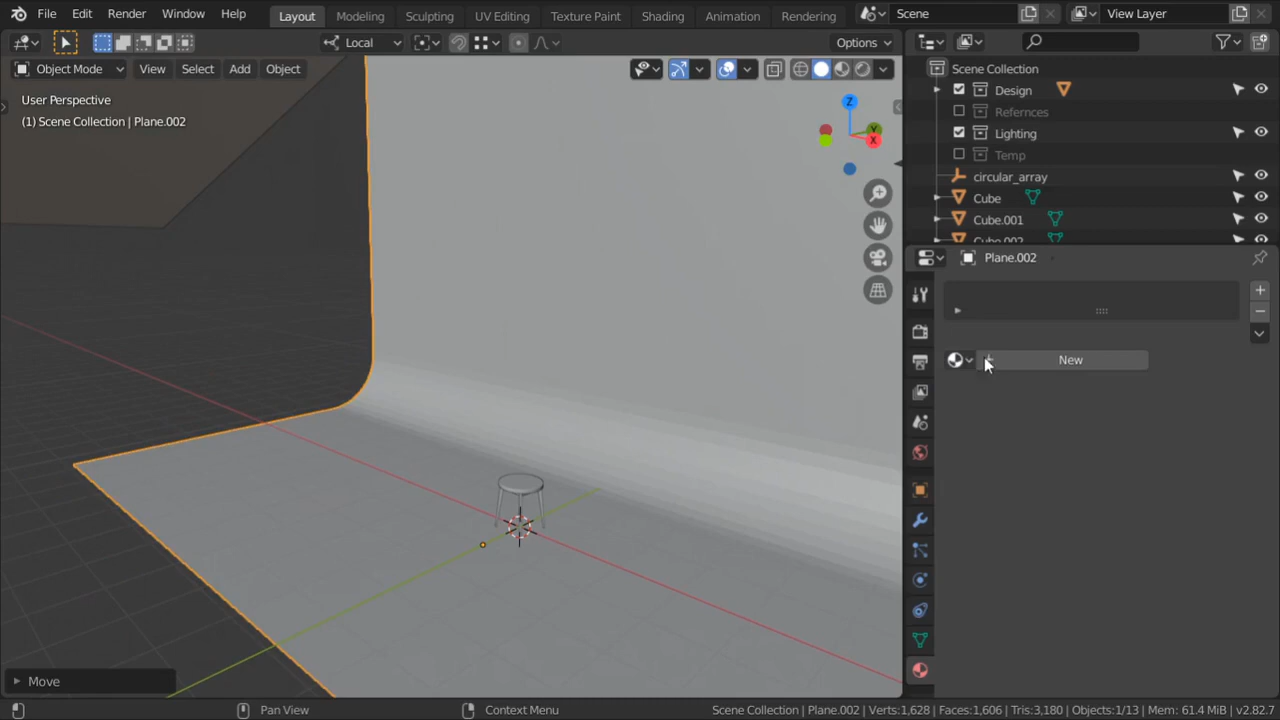 File Edit Render Window Help Layout Modeling Sculpting UV Editing Texture Paint Shading Animation Rendering Scene View Layer
Local Options
Object Mode View Select Add Object
User Perspective
(1) Scene Collection | Plane.002
Z
Y
X
Scene Collection
Design
Refernces
Lighting
Temp
circular_array
Cube
Cube.001
Cube.002
Plane.002
New
Move
Pan View Context Menu Scene Collection | Plane.002 | Verts:1,628 | Faces:1,606 | Tris:3,180 | Objects:1/13 | Mem: 61.4 MiB | v2.82.7